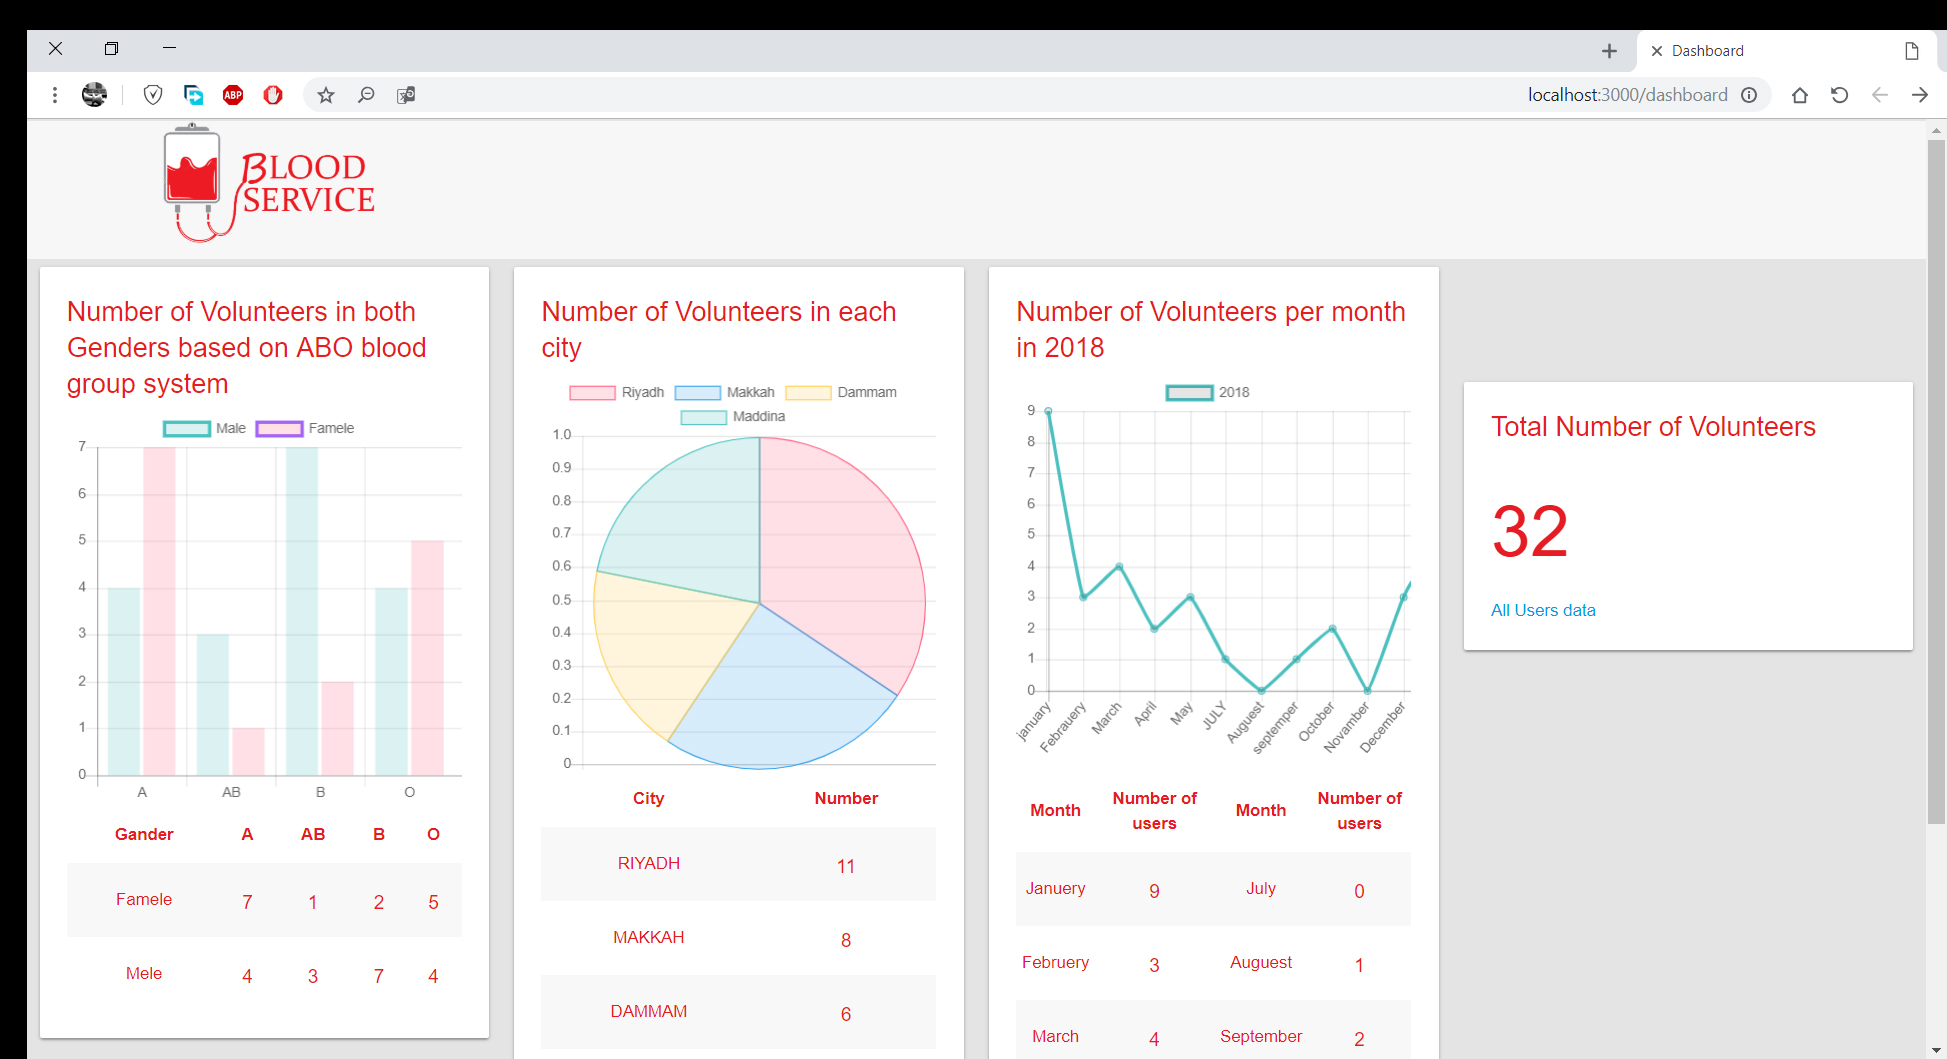 Dashboard
localhost:3000/dashboard
ABP
BLOOD
SERVICE
Number of Volunteers in both
Genders based on ABO blood
group system
Male Famele
7
6
5
4
3
2
1
0
A AB B O
Gander A AB B O
Famele 7 1 2 5
Mele 4 3 7 4
Number of Volunteers in each
city
Riyadh Makkah Dammam
Maddina
1.0
0.9
0.8
0.7
0.6
0.5
0.4
0.3
0.2
0.1
0
City Number
RIYADH 11
MAKKAH 8
DAMMAM 6
Number of Volunteers per month
in 2018
2018
9
8
7
6
5
4
3
2
1
0
january Febrauery March April May JULY Auguest septemper October Novamber December
Month Number of users Month Number of users
Januery 9 July 0
Februery 3 Auguest 1
March 4 September 2
Total Number of Volunteers
32
All Users data